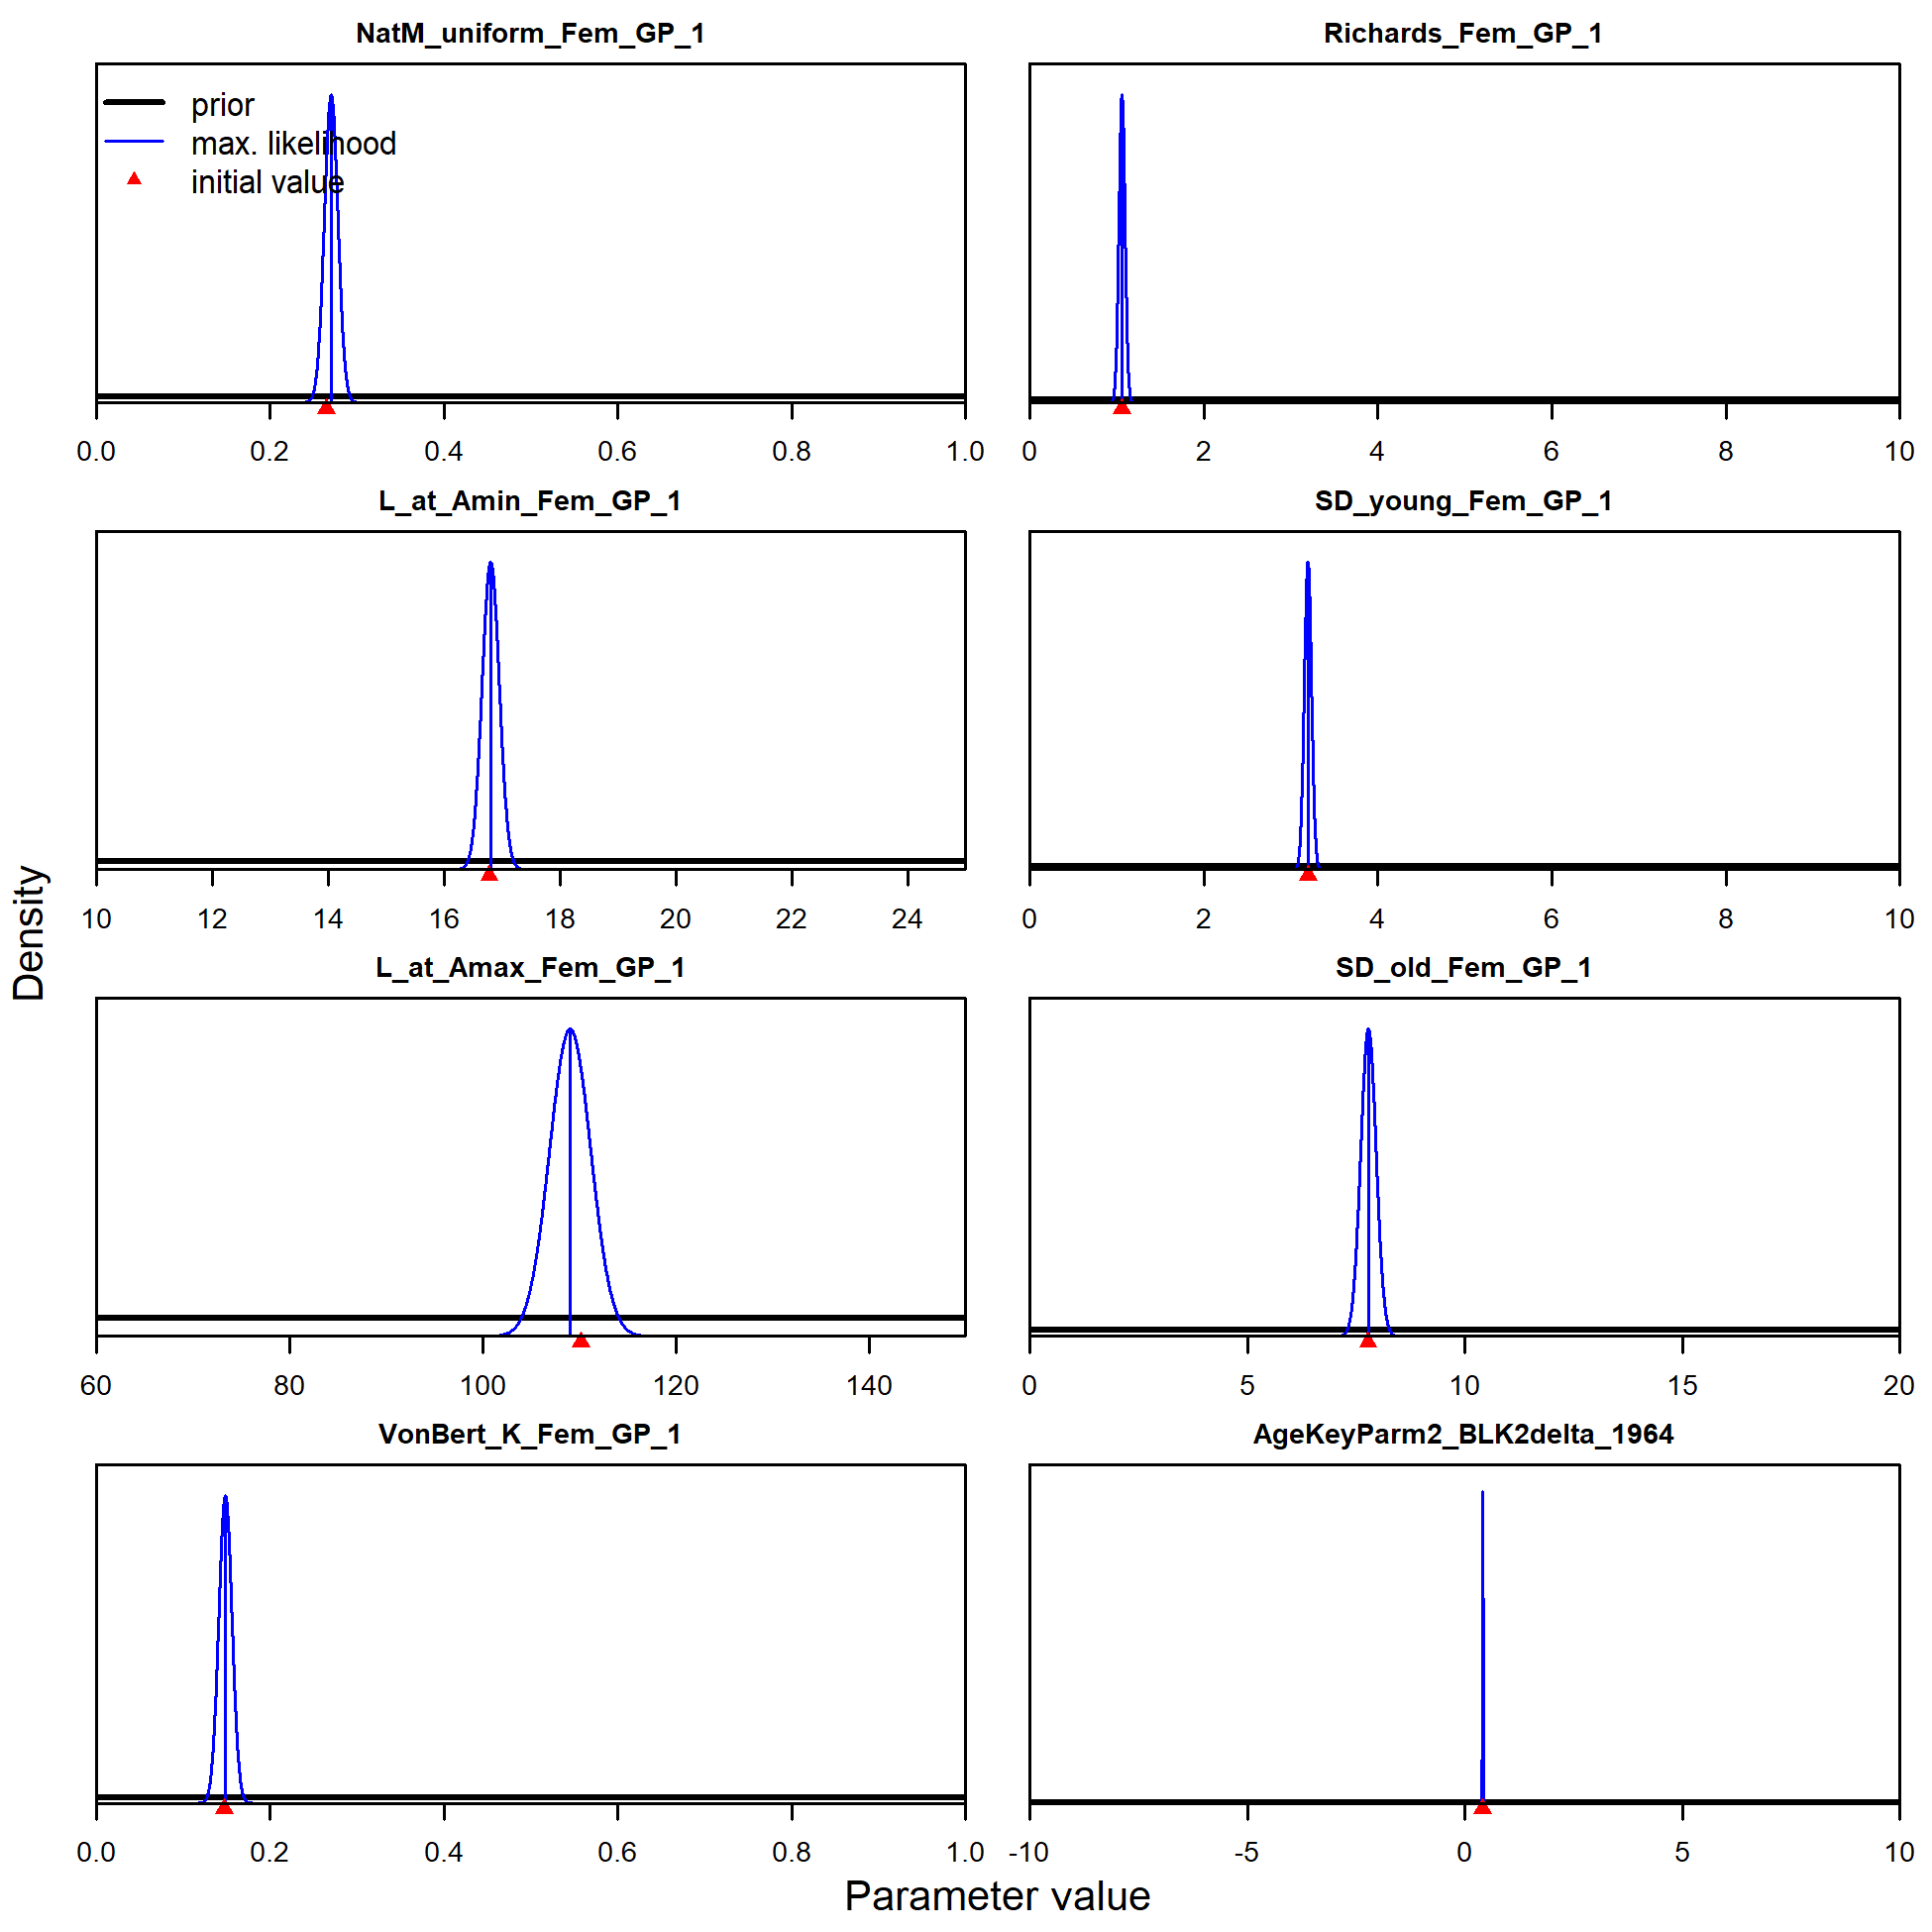 NatM_uniform_Fem_GP_1
Richards_Fem_GP_1
prior
max. likelihood
initial value
0.0 0.2 0.4 0.6 0.8 1.0
0 2 4 6 8 10
L_at_Amin_Fem_GP_1
SD_young_Fem_GP_1
10 12 14 16 18 20 22 24
0 2 4 6 8 10
L_at_Amax_Fem_GP_1
SD_old_Fem_GP_1
60 80 100 120 140
0 5 10 15 20
VonBert_K_Fem_GP_1
AgeKeyParm2_BLK2delta_1964
0.0 0.2 0.4 0.6 0.8 1.0
-10 -5 0 5 10
Density
Parameter value